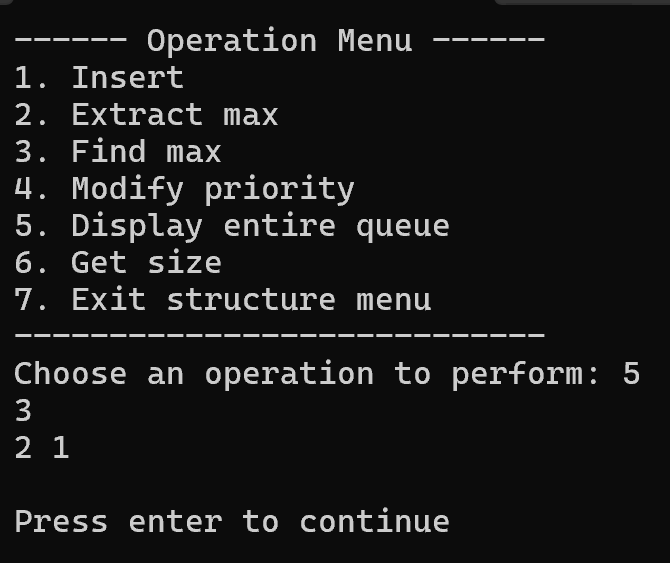 ------ Operation Menu ------
1. Insert
2. Extract max
3. Find max
4. Modify priority
5. Display entire queue
6. Get size
7. Exit structure menu
----------------------------
Choose an operation to perform: 5
3
2 1
Press enter to continue